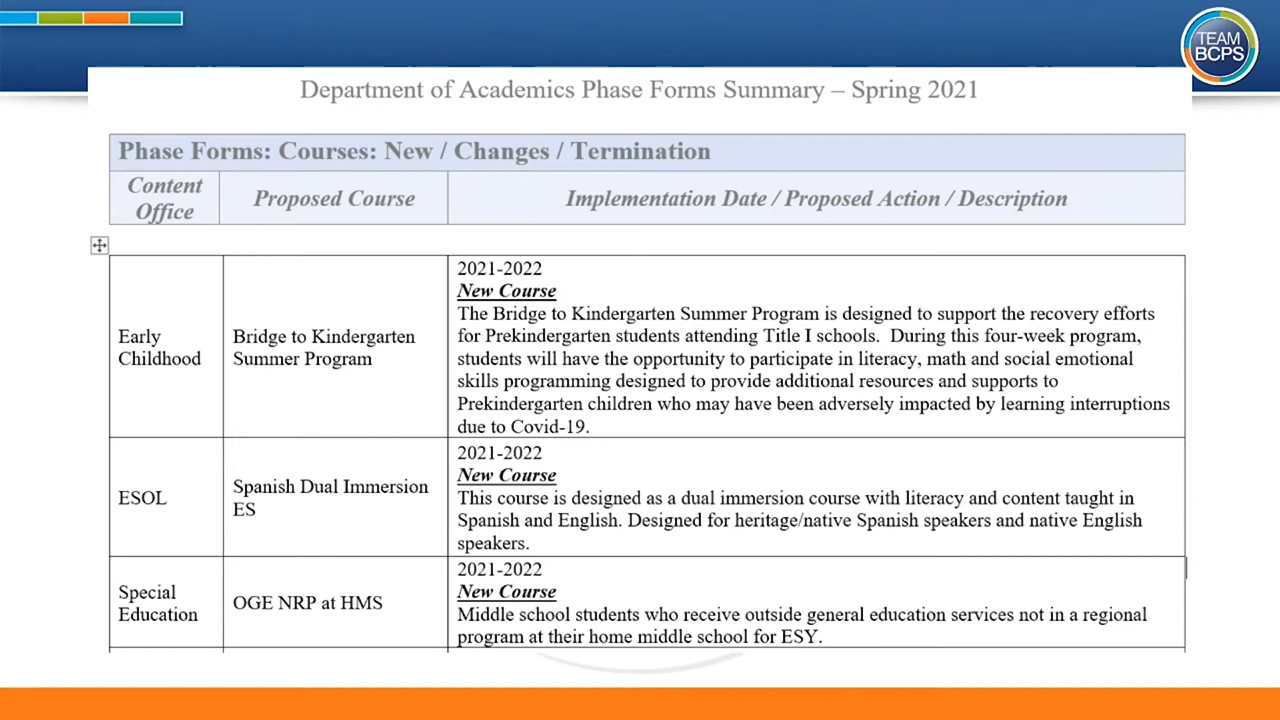 TEAM
BCPS
Department of Academics Phase Forms Summary – Spring 2021
Phase Forms: Courses: New / Changes / Termination
Content
Office
Proposed Course
Implementation Date / Proposed Action / Description
Early
Childhood
Bridge to Kindergarten
Summer Program
2021-2022
New Course
The Bridge to Kindergarten Summer Program is designed to support the recovery efforts
for Prekindergarten students attending Title I schools.  During this four-week program,
students will have the opportunity to participate in literacy, math and social emotional
skills programming designed to provide additional resources and supports to
Prekindergarten children who may have been adversely impacted by learning interruptions
due to Covid-19.
ESOL
Spanish Dual Immersion
ES
2021-2022
New Course
This course is designed as a dual immersion course with literacy and content taught in
Spanish and English. Designed for heritage/native Spanish speakers and native English
speakers.
Special
Education
OGE NRP at HMS
2021-2022
New Course
Middle school students who receive outside general education services not in a regional
program at their home middle school for ESY.